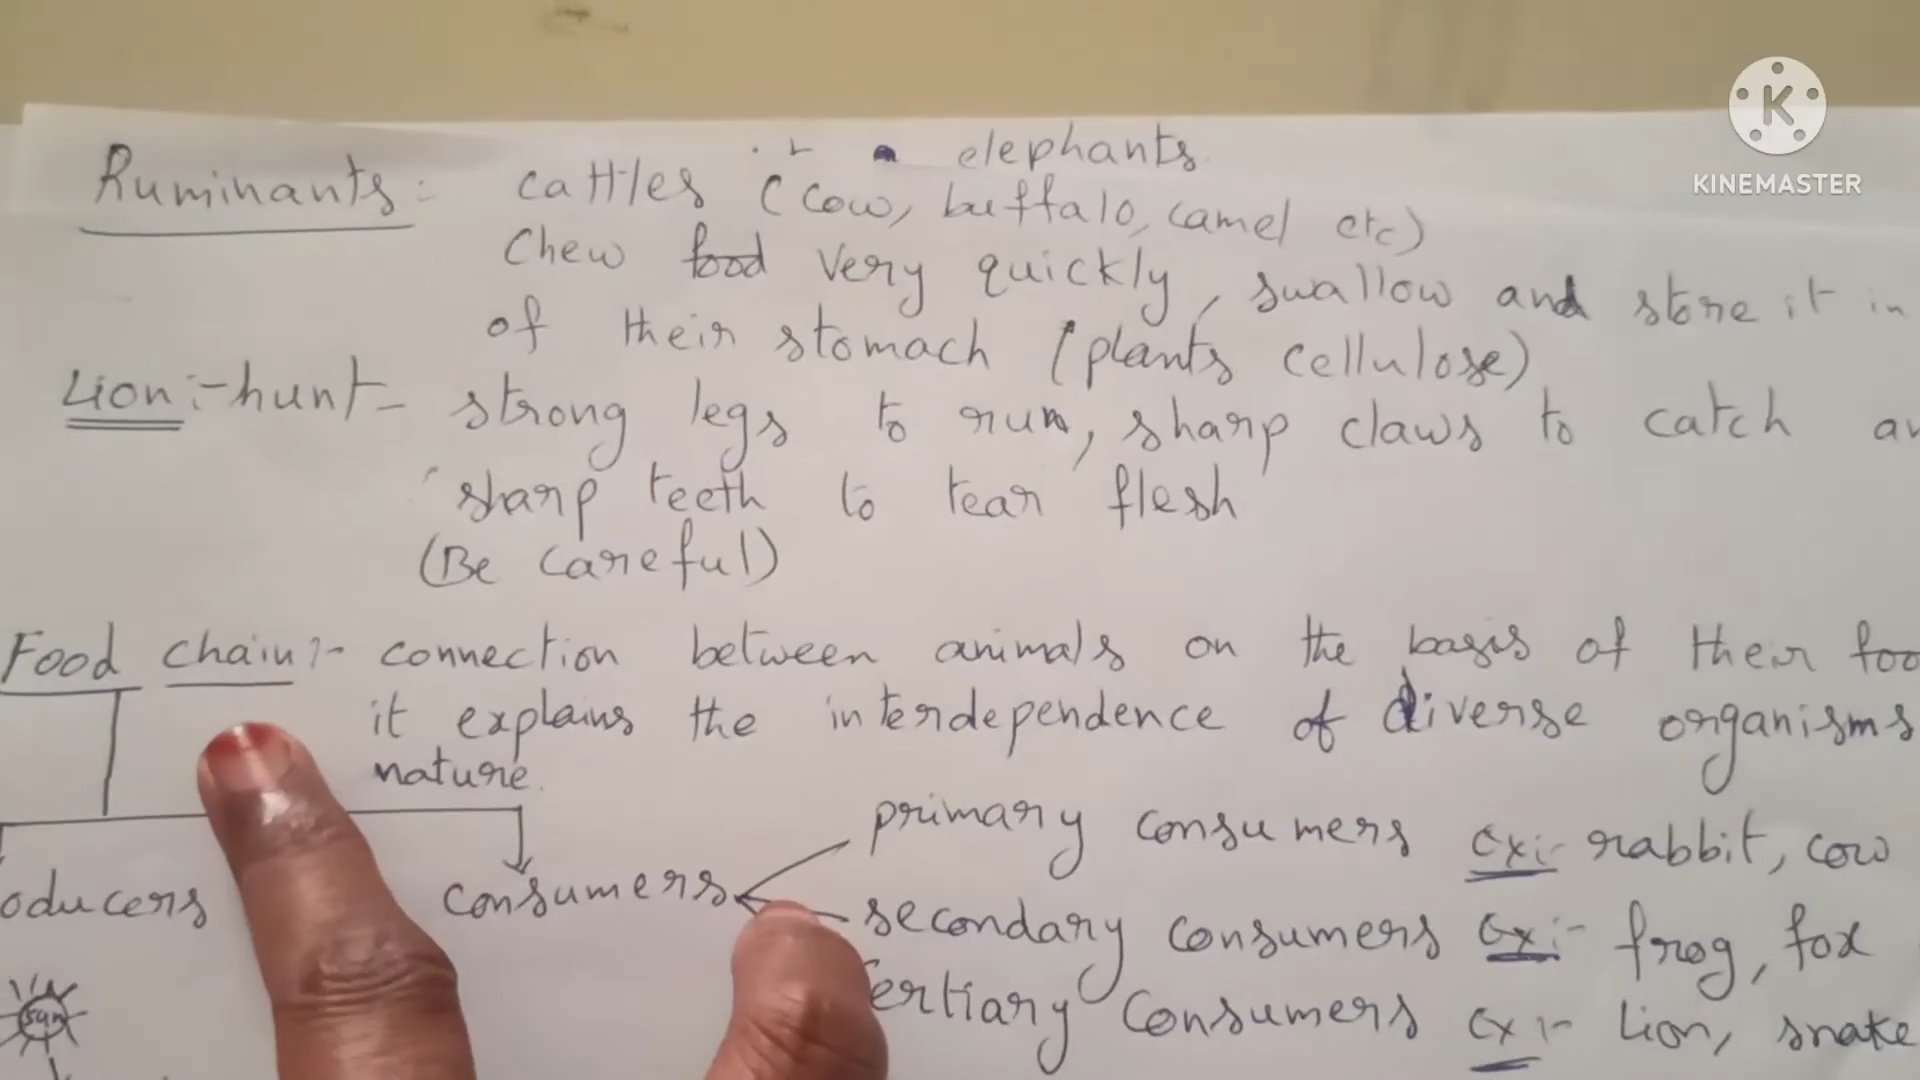 elephants.
Ruminants: cattles (cow, buffalo, camel etc)
Chew food very quickly, swallow and store it in
of their stomach (plants cellulose)
Lion :- hunt - strong legs to run, sharp claws to catch
sharp teeth to tear flesh
(Be careful)
Food chain :- connection between animals on the basis of their foo
it explains the interdependence of diverse organisms
nature.
oducers
consumers
primary consumers Ex:- rabbit, cow
secondary consumers Ex:- frog, fox
ertiary consumers Ex:- Lion, snake
sun
KINEMASTER